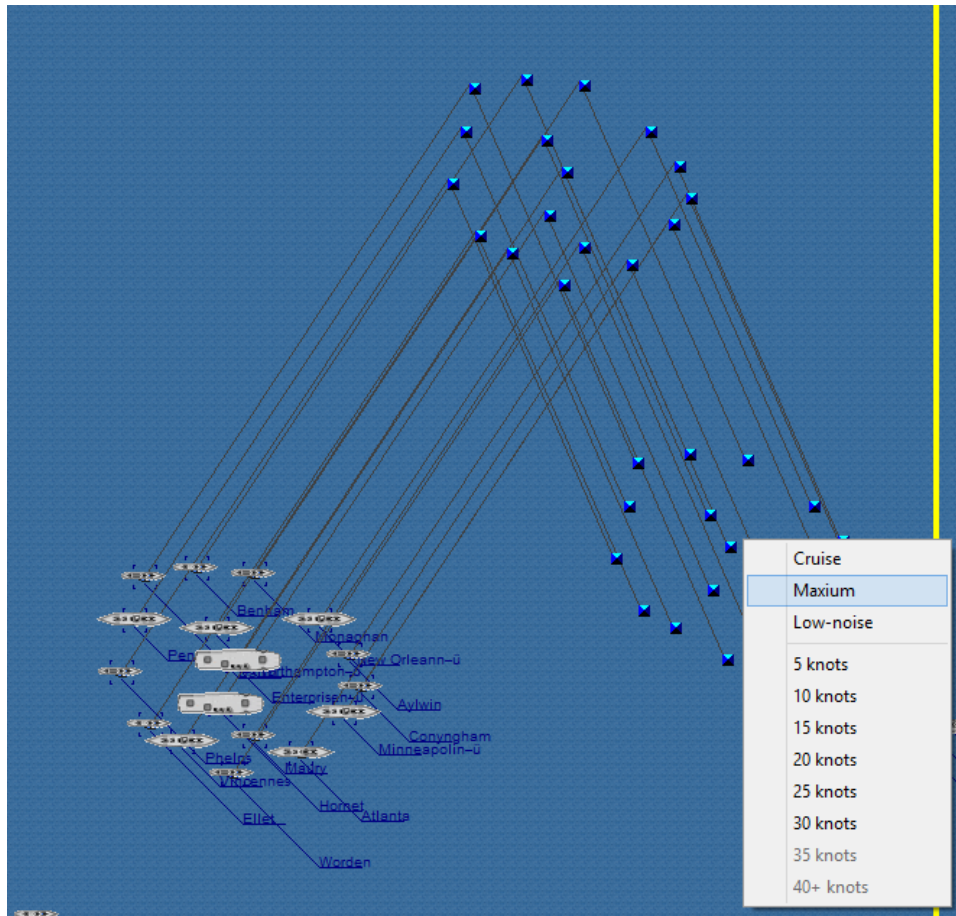 Cruise
Maxium
Low-noise
5 knots
10 knots
15 knots
20 knots
25 knots
30 knots
35 knots
40+ knots
Benham
Monaghan
Pen
New Orleann–ü
Enterprisen–ü
Aylwin
Conyngham
Minneapolin–ü
Phelps
Maury
Vincennes
Hornet
Atlanta
Ellet
Worden